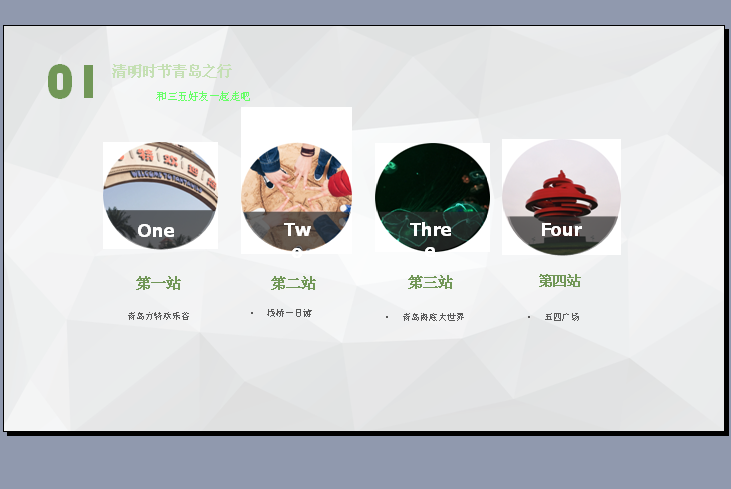 01
清明时节青岛之行
和三五好友一起走吧
One
Two
Three
Four
第一站
第二站
第三站
第四站
青岛方特欢乐谷
• 栈桥一日游
• 青岛海底大世界
• 五四广场